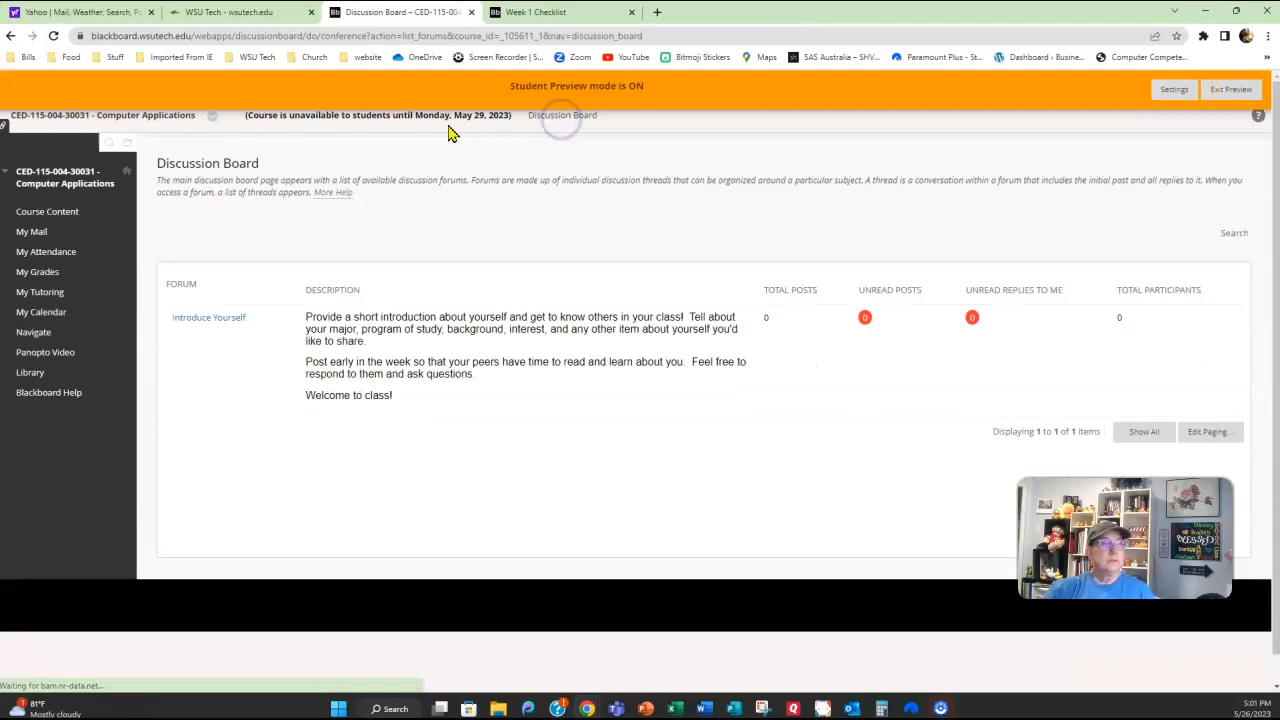 Yahoo | Mail, Weather, Search, P
WSU Tech - wsutech.edu
Discussion Board – CED-115-004
Week 1 Checklist
blackboard.wsutech.edu/webapps/discussionboard/do/conference?action=list_forums&course_id=_105611_1&nav=discussion_board
Bills
Food
Stuff
Imported From IE
WSU Tech
Church
website
OneDrive
Screen Recorder | S...
Zoom
YouTube
Bitmoji Stickers
Maps
SAS Australia – SHV...
Paramount Plus - St...
Dashboard ‹ Busine...
Computer Compete...
»
Student Preview mode is ON
Settings
Exit Preview
CED-115-004-30031 - Computer Applications
(Course is unavailable to students until Monday, May 29, 2023)
Discussion Board
?
CED-115-004-30031 -
Computer Applications
Course Content
My Mail
My Attendance
My Grades
My Tutoring
My Calendar
Navigate
Panopto Video
Library
Blackboard Help
Discussion Board
The main discussion board page appears with a list of available discussion forums. Forums are made up of individual discussion threads that can be organized around a particular subject. A thread is a conversation within a forum that includes the initial post and all replies to it. When you
access a forum, a list of threads appears. More Help
Search
FORUM
DESCRIPTION
TOTAL POSTS
UNREAD POSTS
UNREAD REPLIES TO ME
TOTAL PARTICIPANTS
Introduce Yourself
Provide a short introduction about yourself and get to know others in your class! Tell about
your major, program of study, background, interest, and any other item about yourself you'd
like to share.
Post early in the week so that your peers have time to read and learn about you. Feel free to
respond to them and ask questions.
Welcome to class!
0
0
0
0
Displaying 1 to 1 of 1 items
Show All
Edit Paging...
BLESSED
Waiting for bam.nr-data.net...
81°F
Mostly cloudy
Search
5:01 PM
5/26/2023